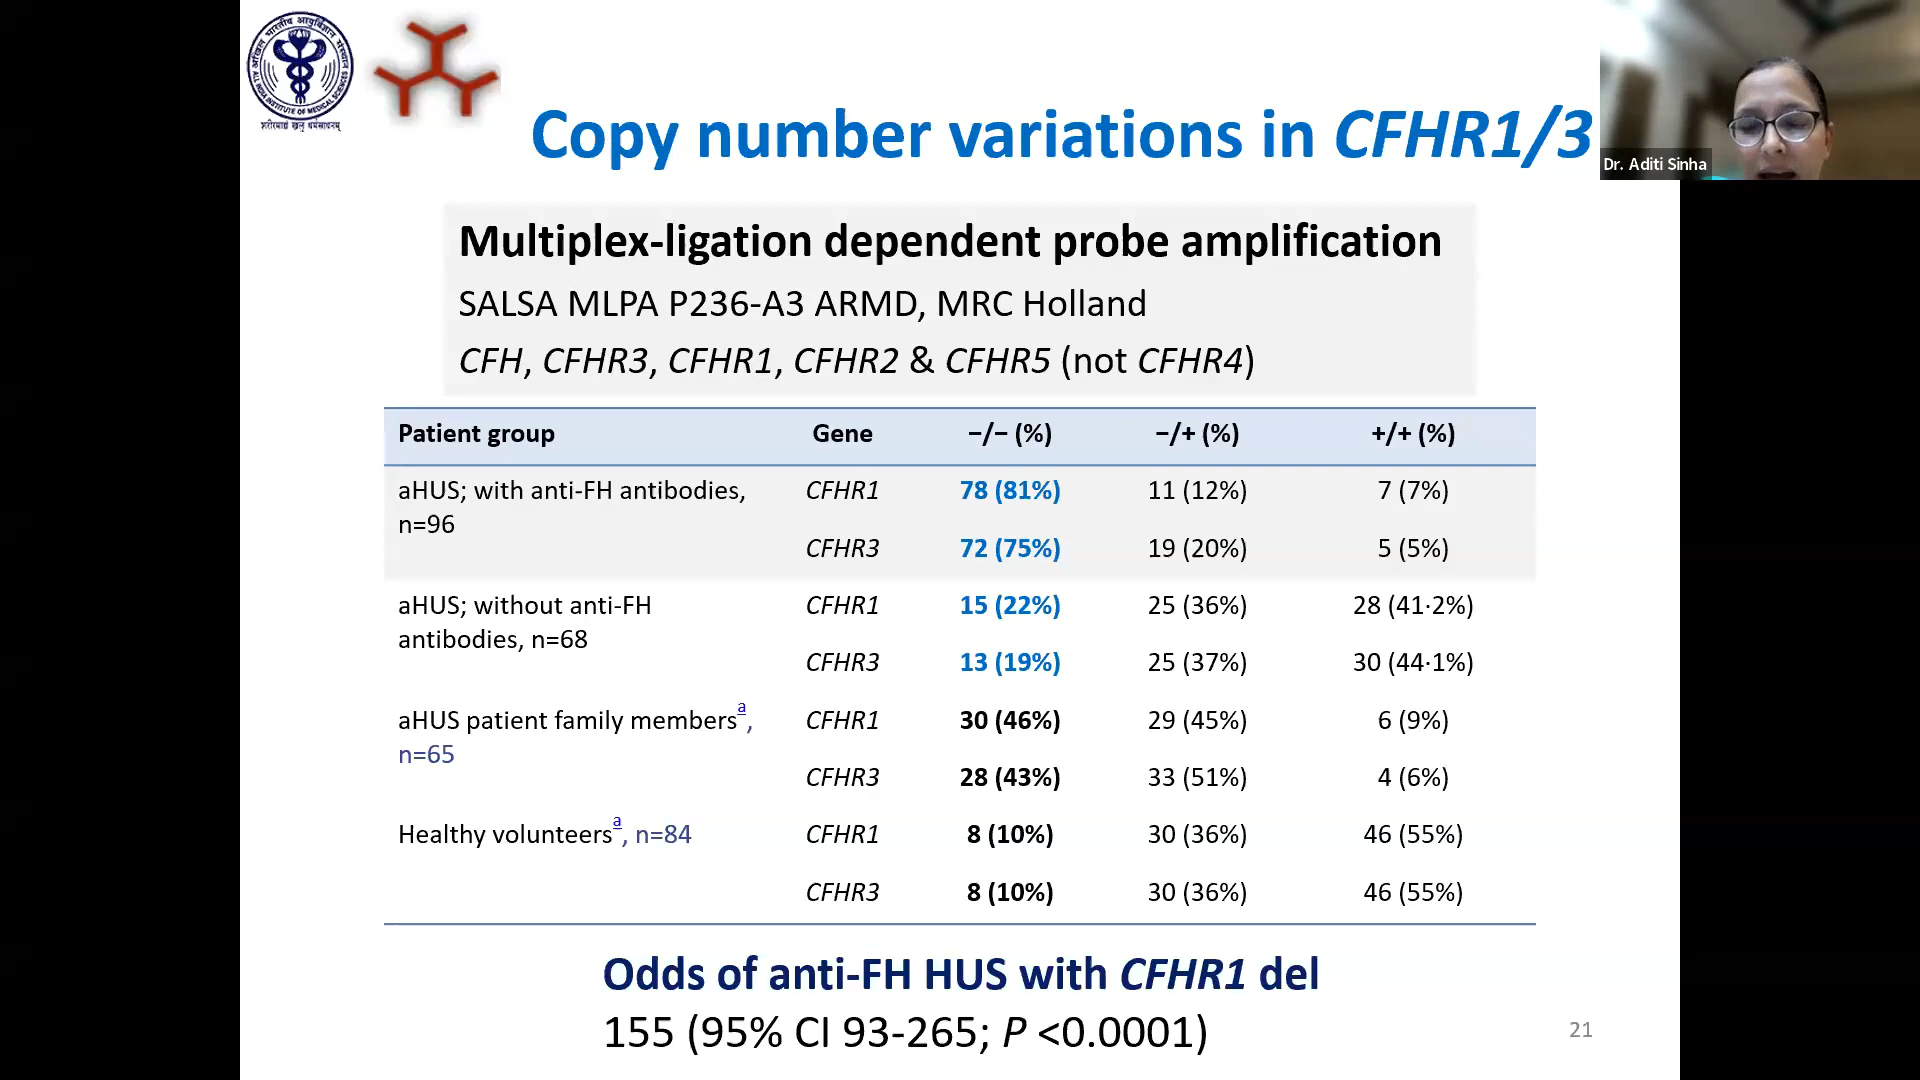 Copy number variations in CFHR1/3
Dr. Aditi Sinha
Multiplex-ligation dependent probe amplification
SALSA MLPA P236-A3 ARMD, MRC Holland
CFH, CFHR3, CFHR1, CFHR2 & CFHR5 (not CFHR4)
Patient group Gene −/− (%) −/+ (%) +/+ (%)
aHUS; with anti-FH antibodies, n=96 CFHR1 78 (81%) 11 (12%) 7 (7%)
CFHR3 72 (75%) 19 (20%) 5 (5%)
aHUS; without anti-FH antibodies, n=68 CFHR1 15 (22%) 25 (36%) 28 (41·2%)
CFHR3 13 (19%) 25 (37%) 30 (44·1%)
aHUS patient family membersa, n=65 CFHR1 30 (46%) 29 (45%) 6 (9%)
CFHR3 28 (43%) 33 (51%) 4 (6%)
Healthy volunteersa, n=84 CFHR1 8 (10%) 30 (36%) 46 (55%)
CFHR3 8 (10%) 30 (36%) 46 (55%)
Odds of anti-FH HUS with CFHR1 del
155 (95% CI 93-265; P <0.0001)
21